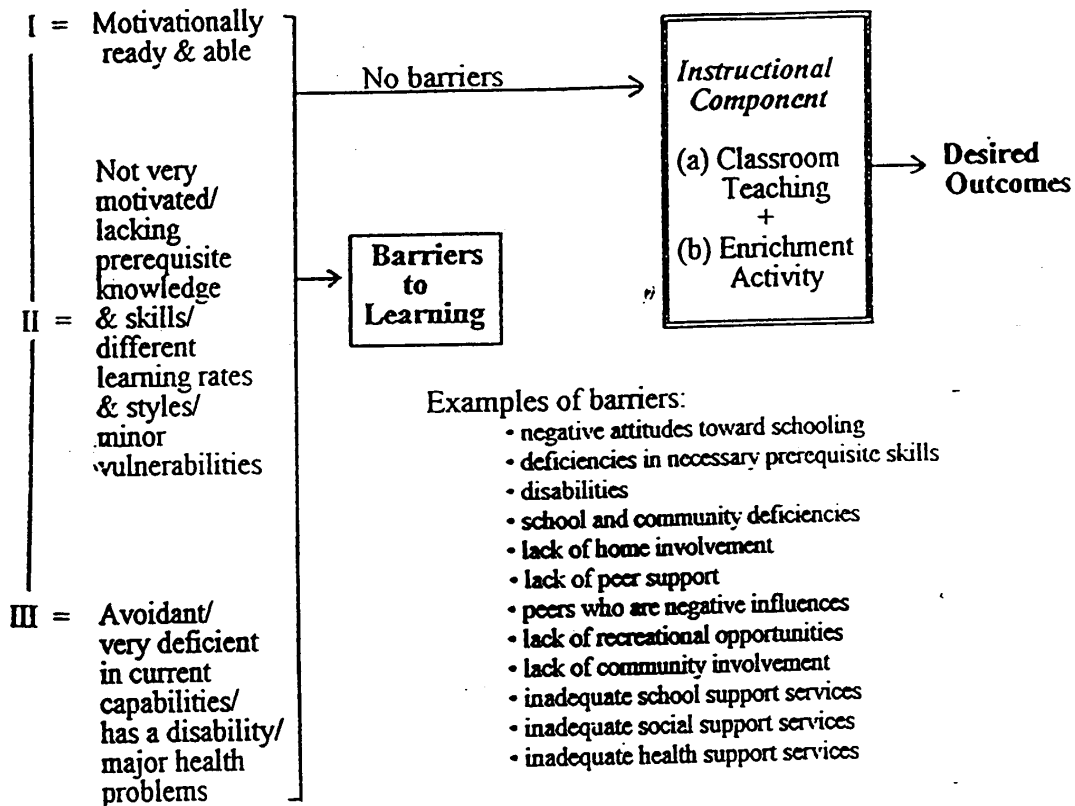 I = Motivationally
ready & able
No barriers
Instructional
Component
(a) Classroom
Teaching
+
(b) Enrichment
Activity
Desired
Outcomes
Not very
motivated/
lacking
prerequisite
knowledge
II = & skills/
different
learning rates
& styles/
minor
vulnerabilities
Barriers
to
Learning
Examples of barriers:
• negative attitudes toward schooling
• deficiencies in necessary prerequisite skills
• disabilities
• school and community deficiencies
• lack of home involvement
• lack of peer support
• peers who are negative influences
• lack of recreational opportunities
• lack of community involvement
• inadequate school support services
• inadequate social support services
• inadequate health support services
III = Avoidant/
very deficient
in current
capabilities/
has a disability/
major health
problems